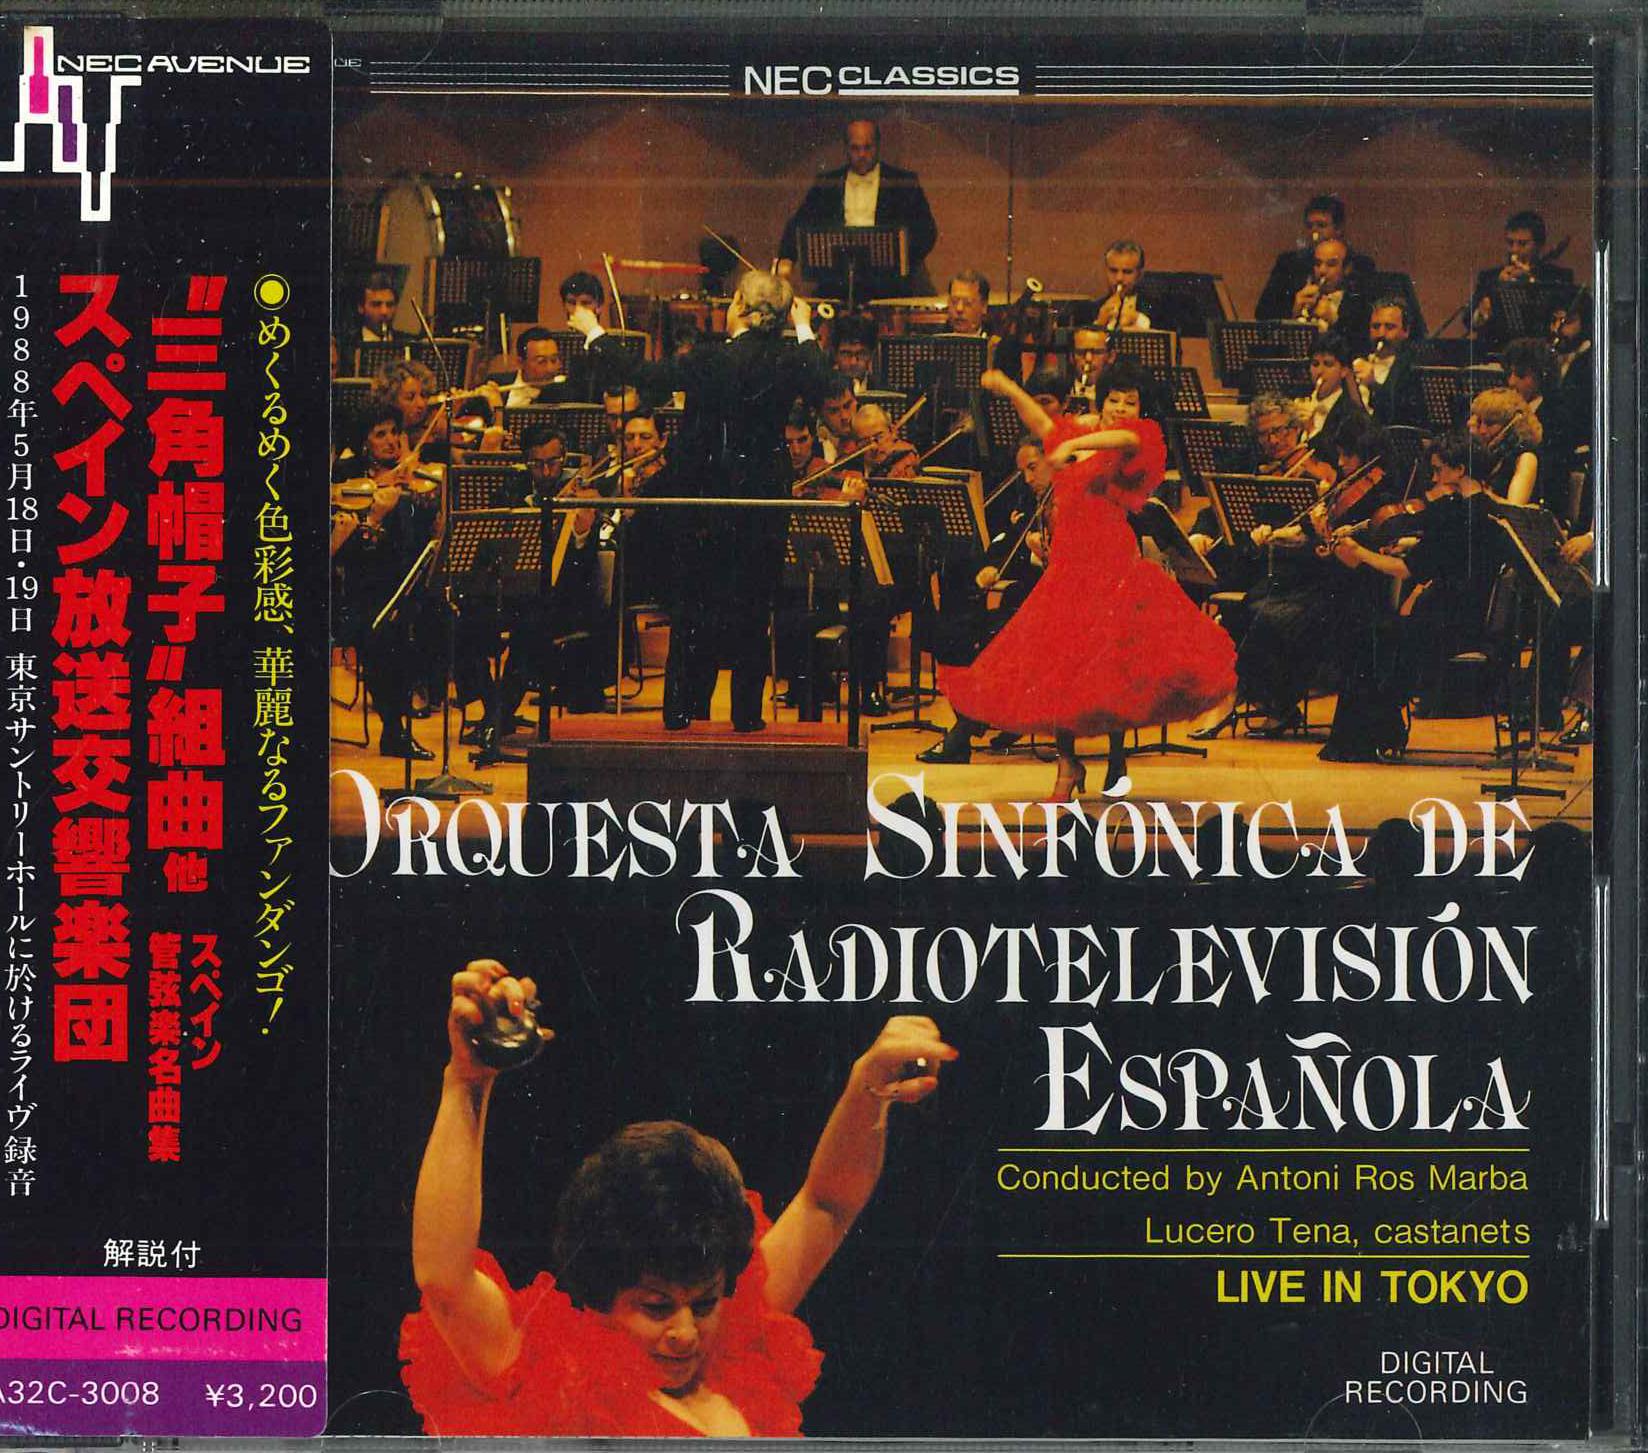 NEC AVENUE
UE
NEC CLASSICS
◉めくるめく色彩感、華麗なるファンダンゴ!
"三角帽子"組曲他
スペイン
管弦楽名曲集
スペイン放送交響楽団
1988年5月18日・19日 東京サントリーホールに於けるライヴ録音
解説付
DIGITAL RECORDING
A32C-3008 ¥3,200
ORQUESTA SINFÓNICA DE
RADIOTELEVISIÓN
ESPAÑOLA
Conducted by Antoni Ros Marba
Lucero Tena, castanets
LIVE IN TOKYO
DIGITAL
RECORDING